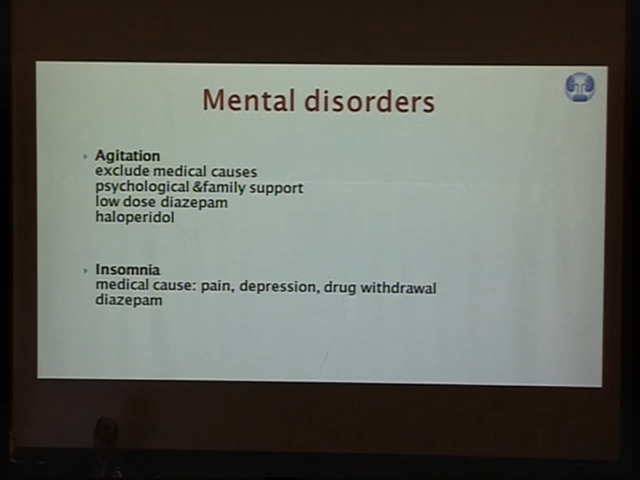 Mental disorders
Agitation
exclude medical causes
psychological &family support
low dose diazepam
haloperidol
Insomnia
medical cause: pain, depression, drug withdrawal
diazepam